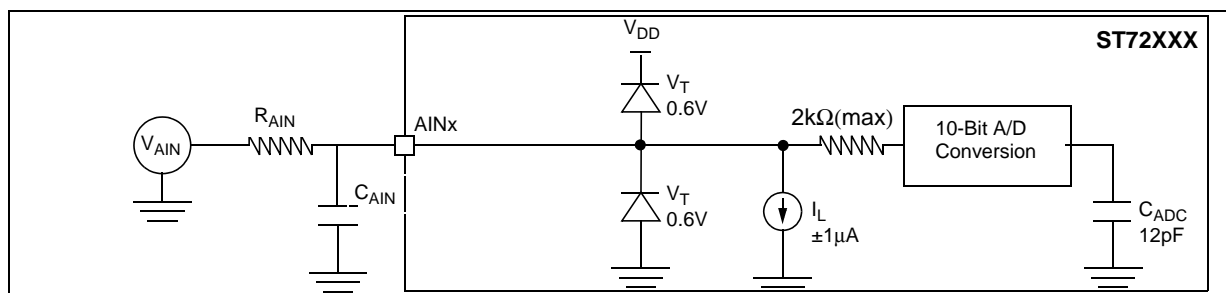 V_DD
ST72XXX
V_T
0.6V
R_AIN
AINx
2kΩ(max)
10-Bit A/D
Conversion
V_AIN
C_AIN
V_T
0.6V
I_L
±1μA
C_ADC
12pF